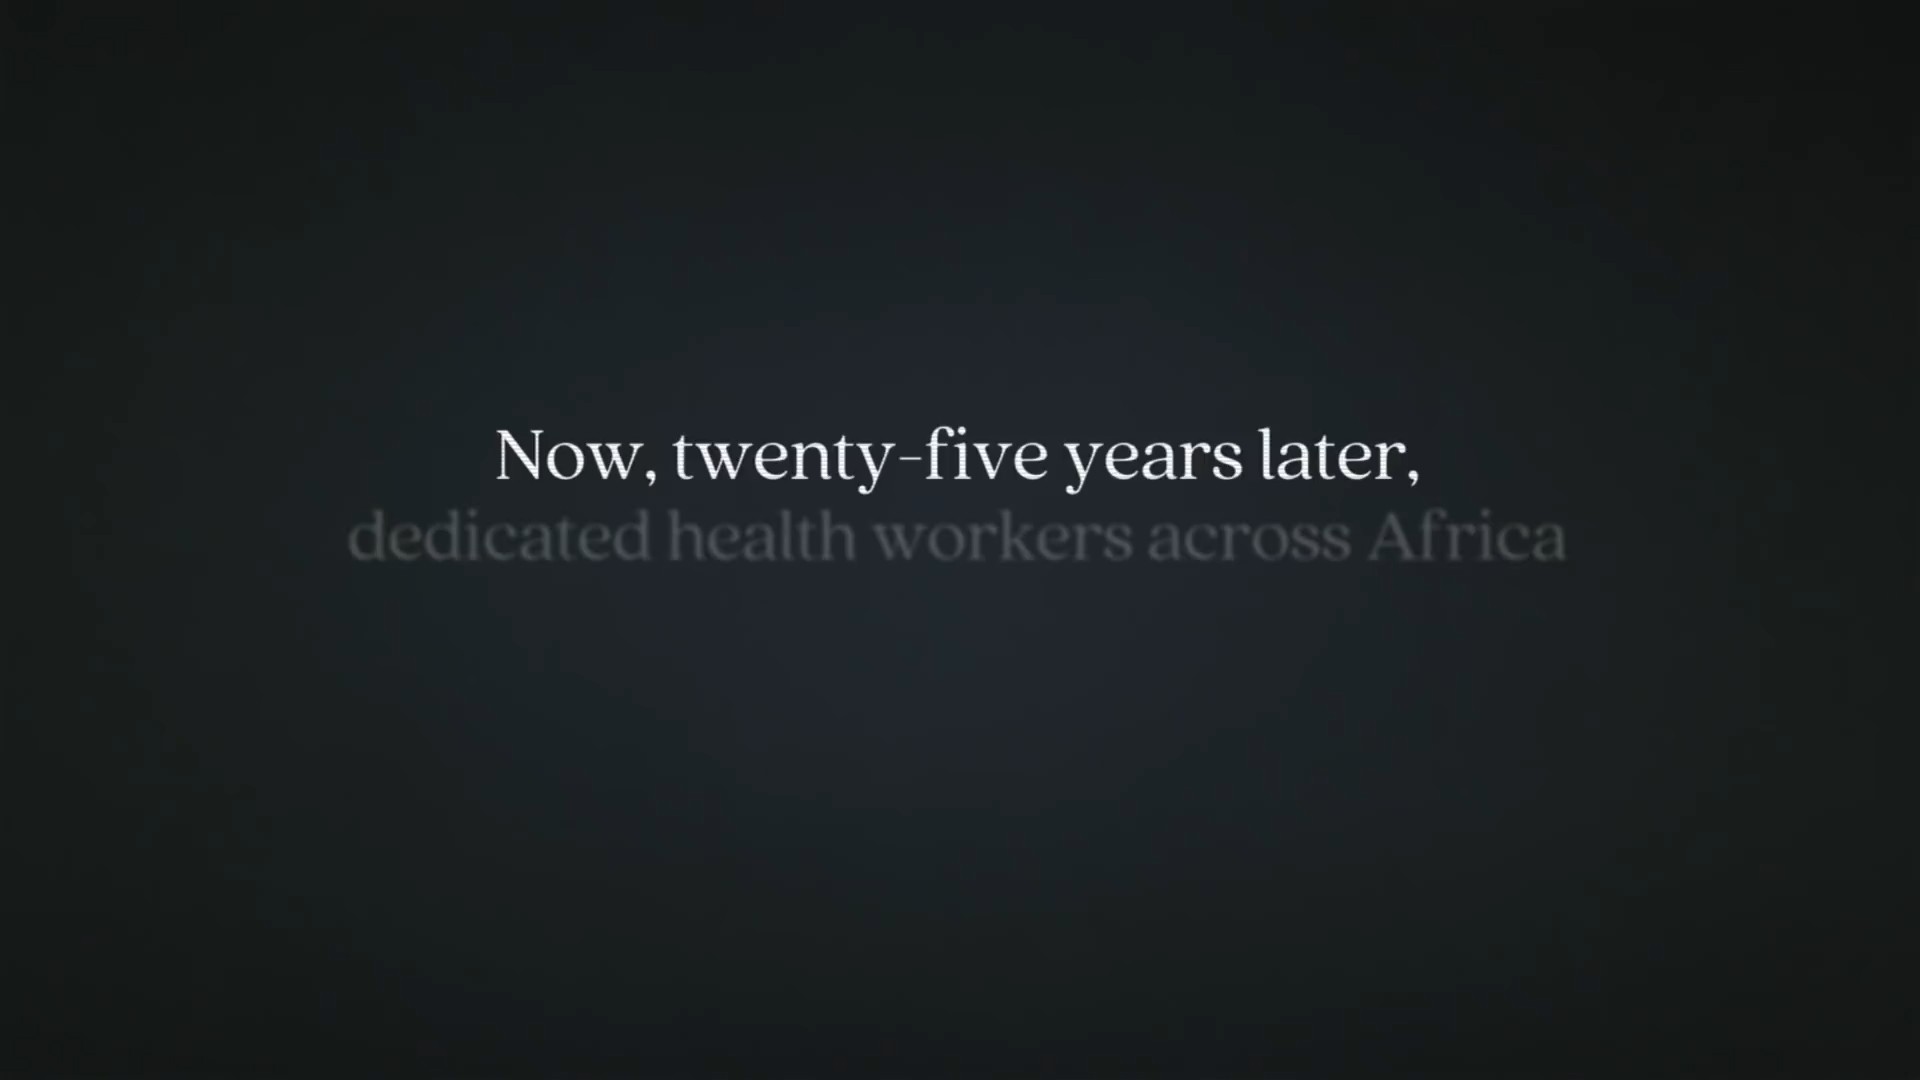 Now, twenty-five years later,
dedicated health workers across Africa